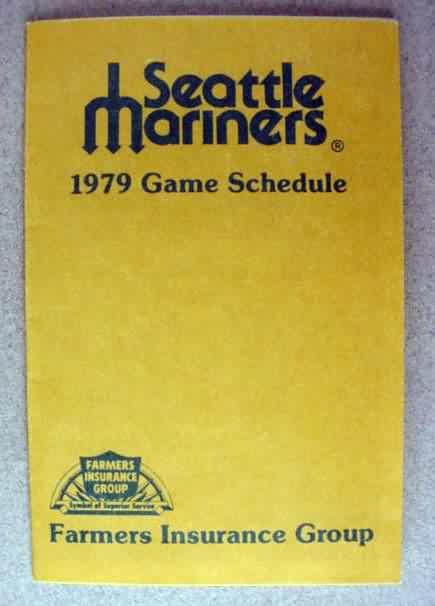 Seattle
Mariners ®
1979 Game Schedule
FARMERS
INSURANCE
GROUP
Symbol of Superior Service
Farmers Insurance Group